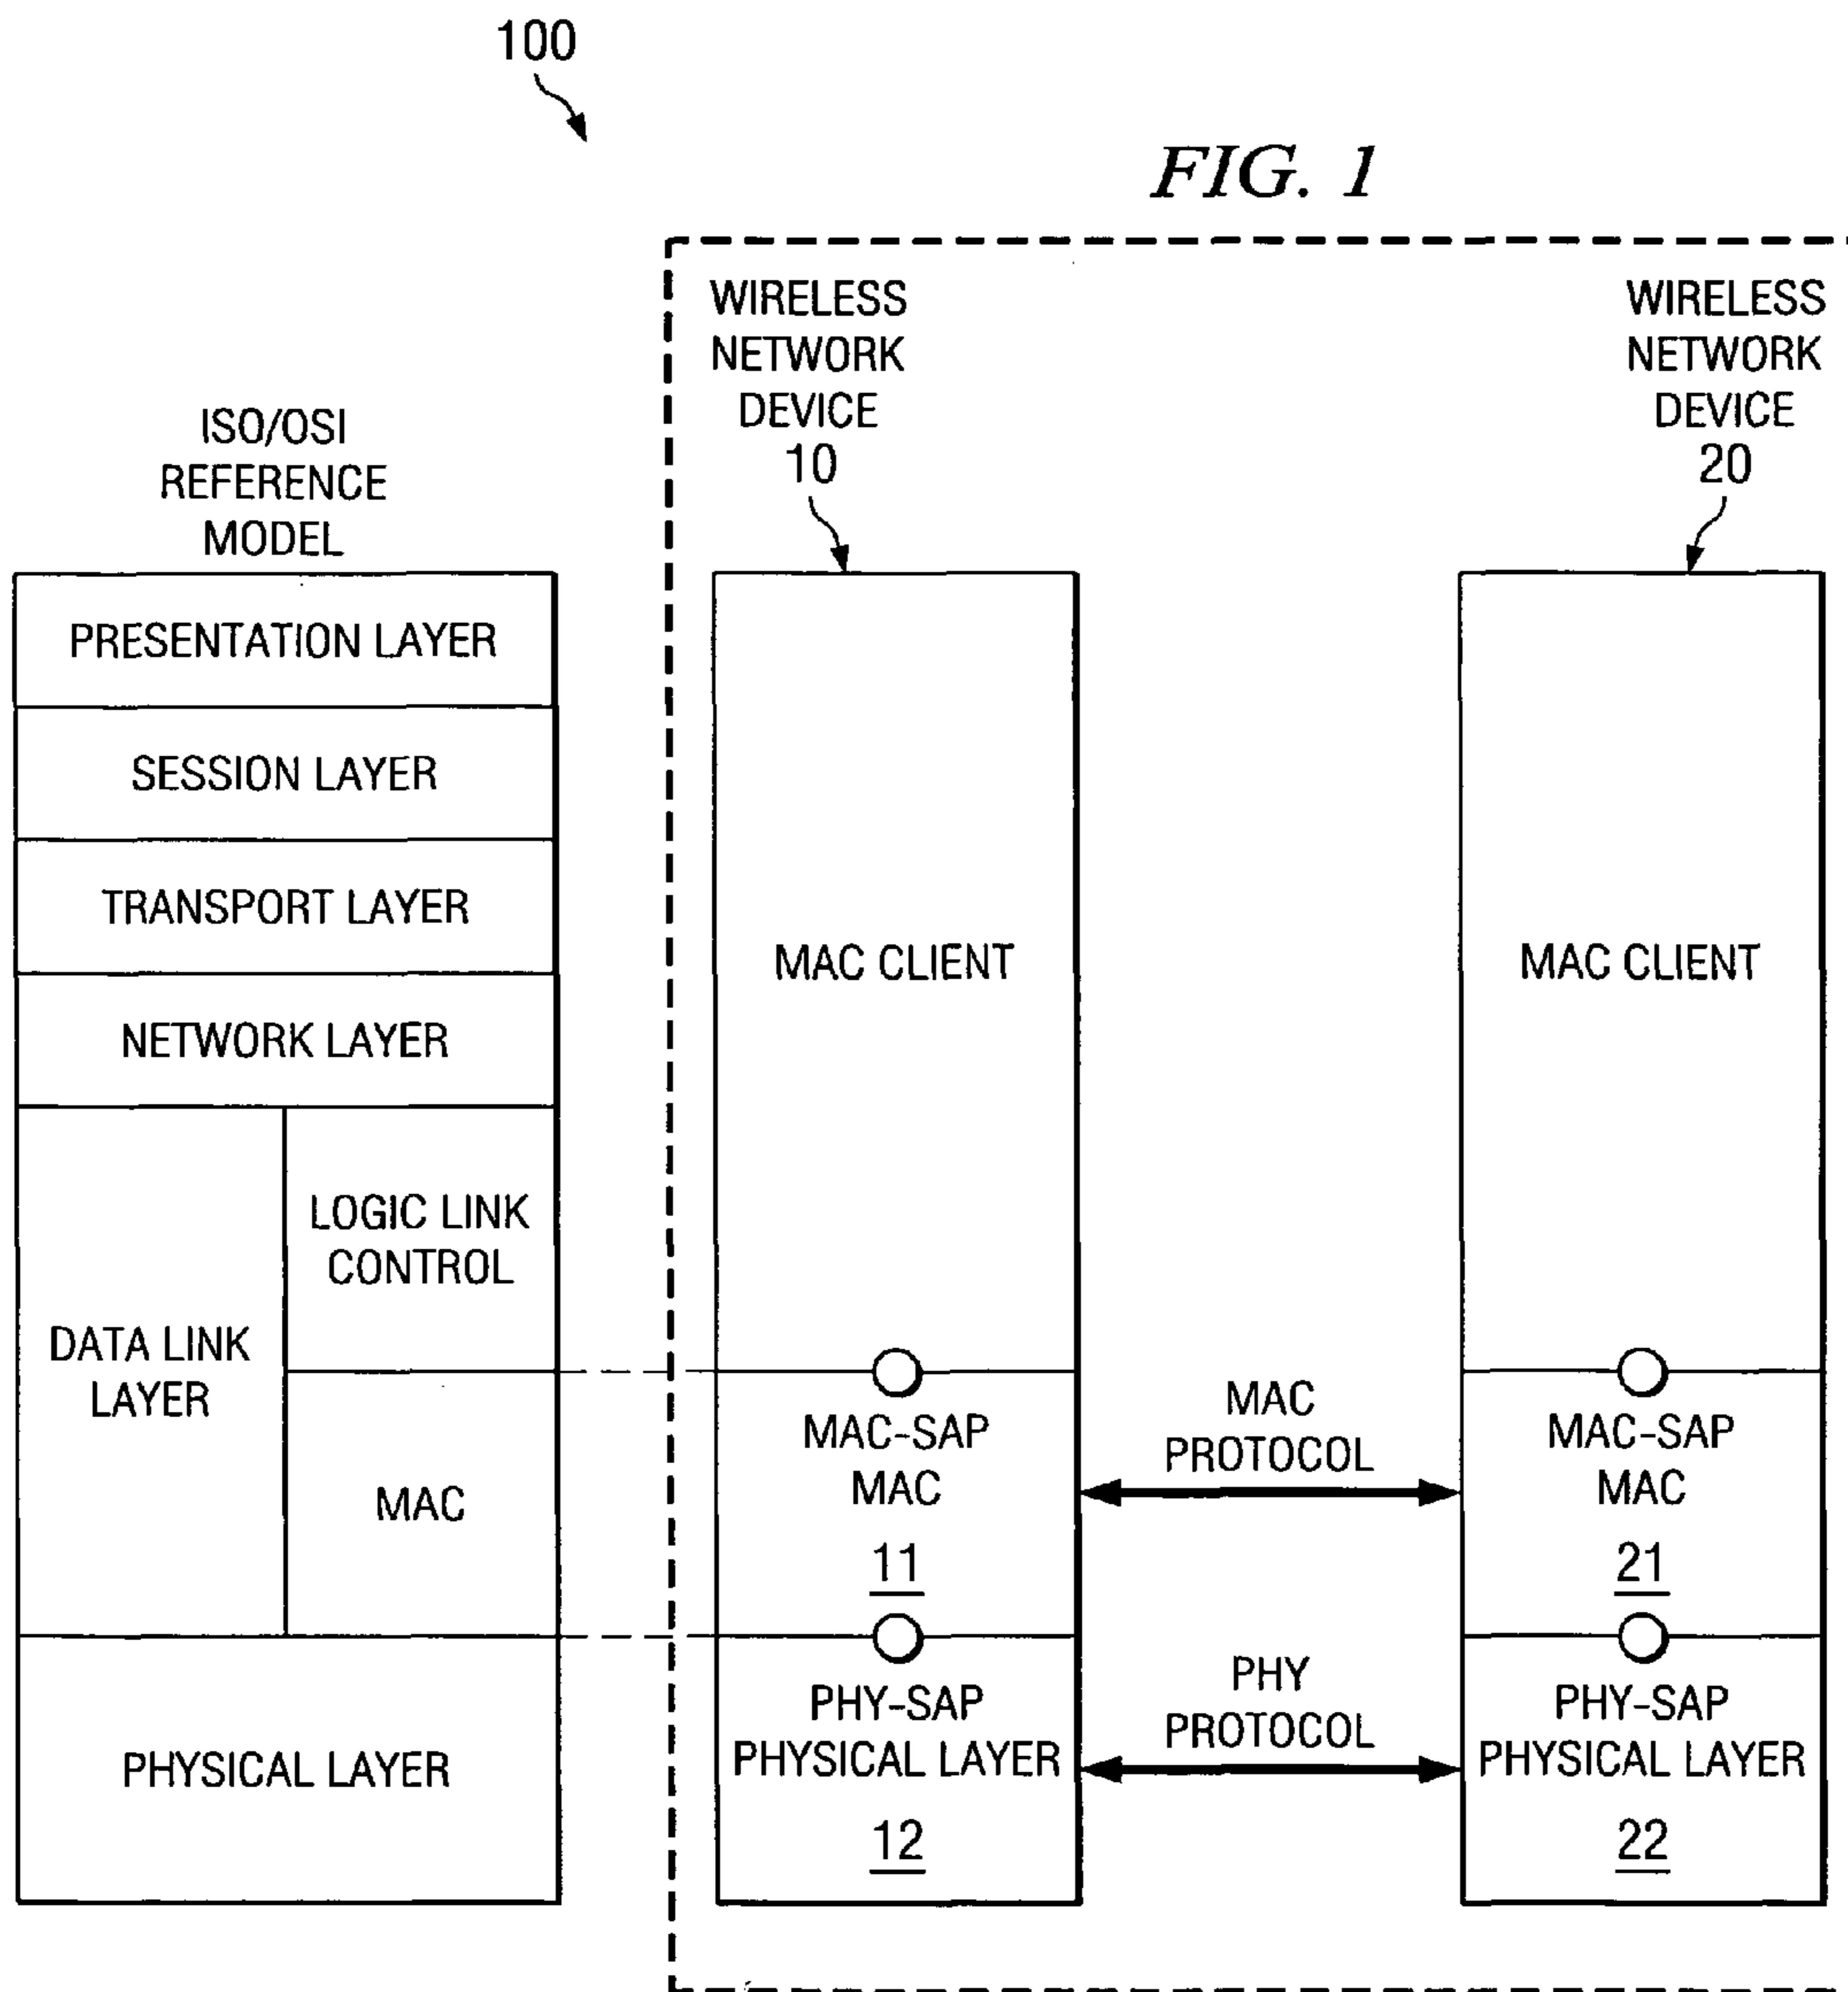 100
FIG. 1
ISO/OSI
REFERENCE
MODEL
PRESENTATION LAYER
SESSION LAYER
TRANSPORT LAYER
NETWORK LAYER
DATA LINK
LAYER
LOGIC LINK
CONTROL
MAC
PHYSICAL LAYER
WIRELESS
NETWORK
DEVICE
10
MAC CLIENT
MAC-SAP
MAC
11
PHY-SAP
PHYSICAL LAYER
12
MAC
PROTOCOL
PHY
PROTOCOL
WIRELESS
NETWORK
DEVICE
20
MAC CLIENT
MAC-SAP
MAC
21
PHY-SAP
PHYSICAL LAYER
22